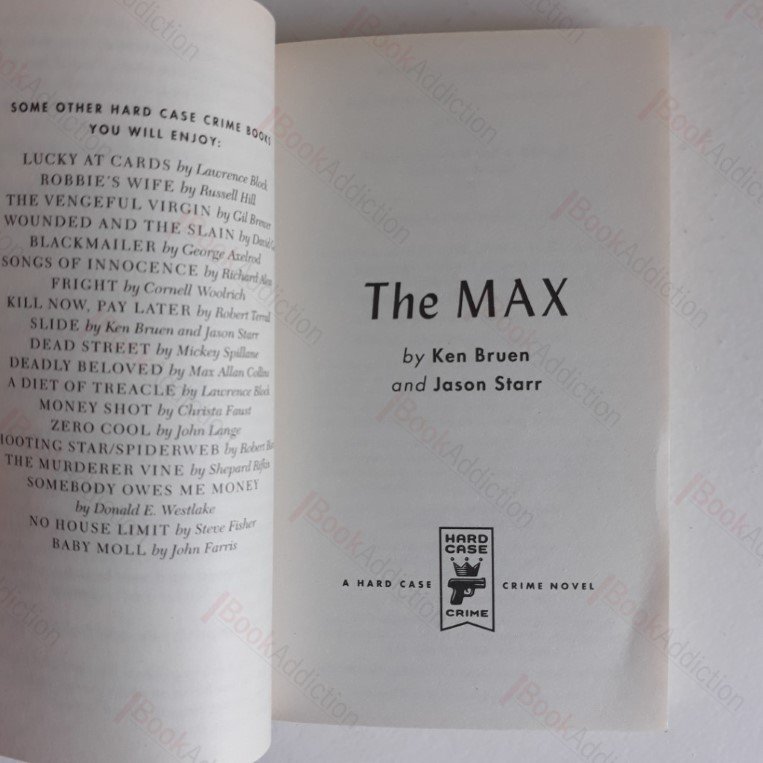 SOME OTHER HARD CASE CRIME BOOKS
YOU WILL ENJOY:
LUCKY AT CARDS by Lawrence Block
ROBBIE'S WIFE by Russell Hill
THE VENGEFUL VIRGIN by Gil Brewer
WOUNDED AND THE SLAIN by David
BLACKMAILER by George Axelrod
SONGS OF INNOCENCE by Richard
FRIGHT by Cornell Woolrich
KILL NOW, PAY LATER by Robert Terrall
SLIDE by Ken Bruen and Jason Starr
DEAD STREET by Mickey Spillane
DEADLY BELOVED by Max Allan Collins
A DIET OF TREACLE by Lawrence Block
MONEY SHOT by Christa Faust
ZERO COOL by John Lange
HOOTING STAR/SPIDERWEB by Robert
THE MURDERER VINE by Shepard Rifkin
SOMEBODY OWES ME MONEY
by Donald E. Westlake
NO HOUSE LIMIT by Steve Fisher
BABY MOLL by John Farris
The MAX
by Ken Bruen
and Jason Starr
HARD
CASE
CRIME
A HARD CASE CRIME NOVEL
BookAddiction